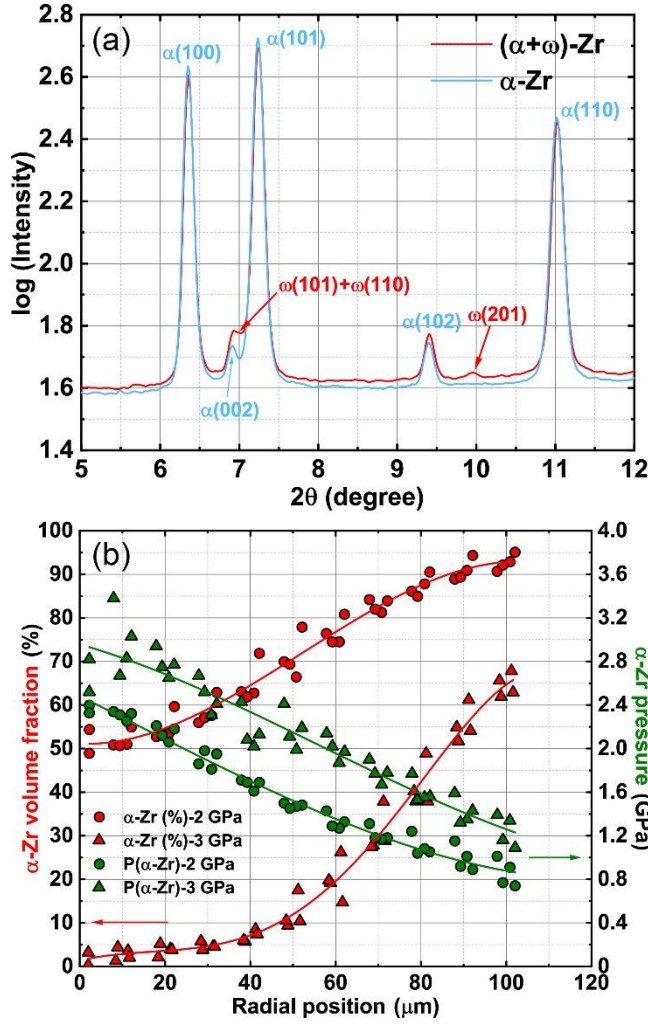 (a)
α(100)
α(101)
(α+ω)-Zr
α-Zr
α(110)
ω(101)+ω(110)
α(002)
α(102)
ω(201)
log (Intensity)
2.8
2.6
2.4
2.2
2.0
1.8
1.6
1.4
5 6 7 8 9 10 11 12
2θ (degree)
(b)
α-Zr volume fraction (%)
100
90
80
70
60
50
40
30
20
10
0
4.0
3.6
3.2
2.8
2.4
2.0
1.6
1.2
0.8
0.4
0
α-Zr pressure (GPa)
α-Zr (%)-2 GPa
α-Zr (%)-3 GPa
P(α-Zr)-2 GPa
P(α-Zr)-3 GPa
0 20 40 60 80 100 120
Radial position (μm)